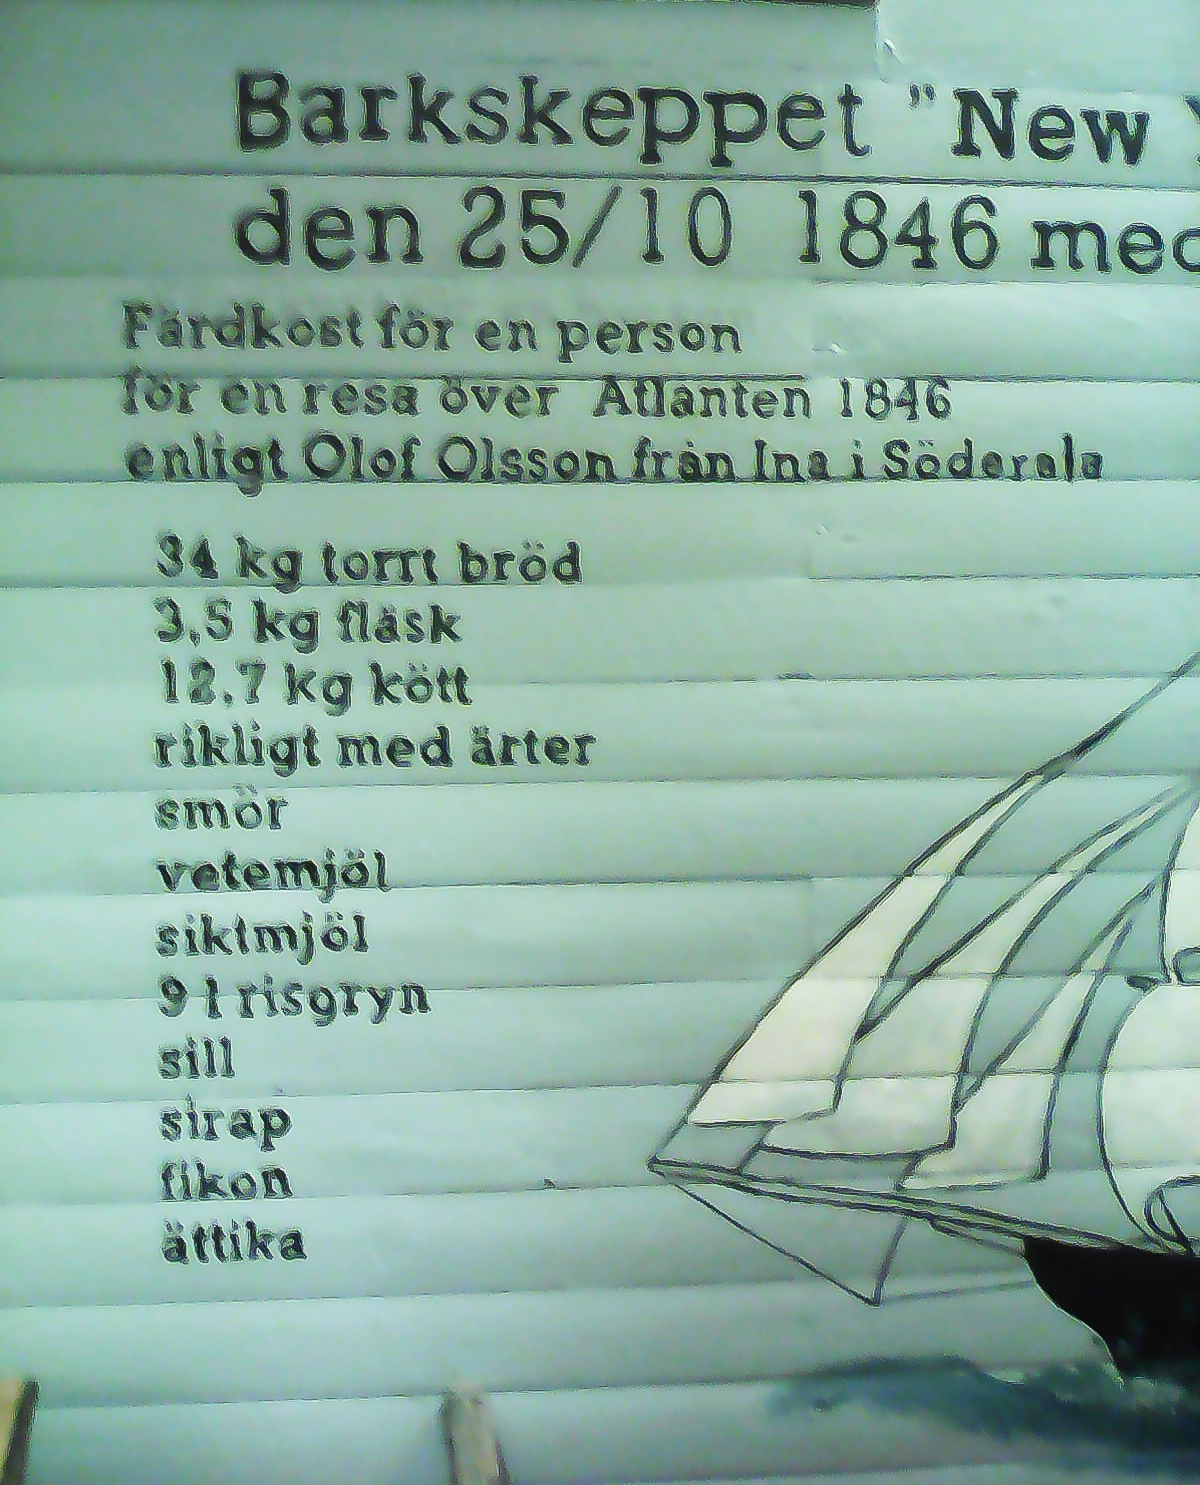 Barkskeppet "New
den 25/10 1846 med
Färdkost för en person
för en resa över Atlanten 1846
enligt Olof Olsson från Ina i Söderala
34 kg torrt bröd
3,5 kg fläsk
12,7 kg kött
rikligt med ärter
smör
vetemjöl
siktmjöl
9 l risgryn
sill
sirap
fikon
ättika